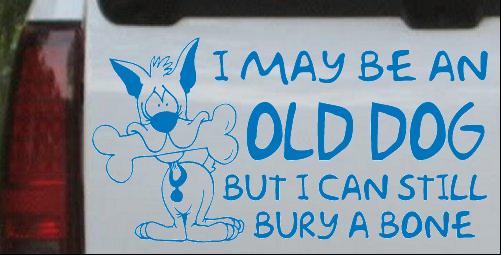 I MAY BE AN
OLD DOG
BUT I CAN STILL
BURY A BONE